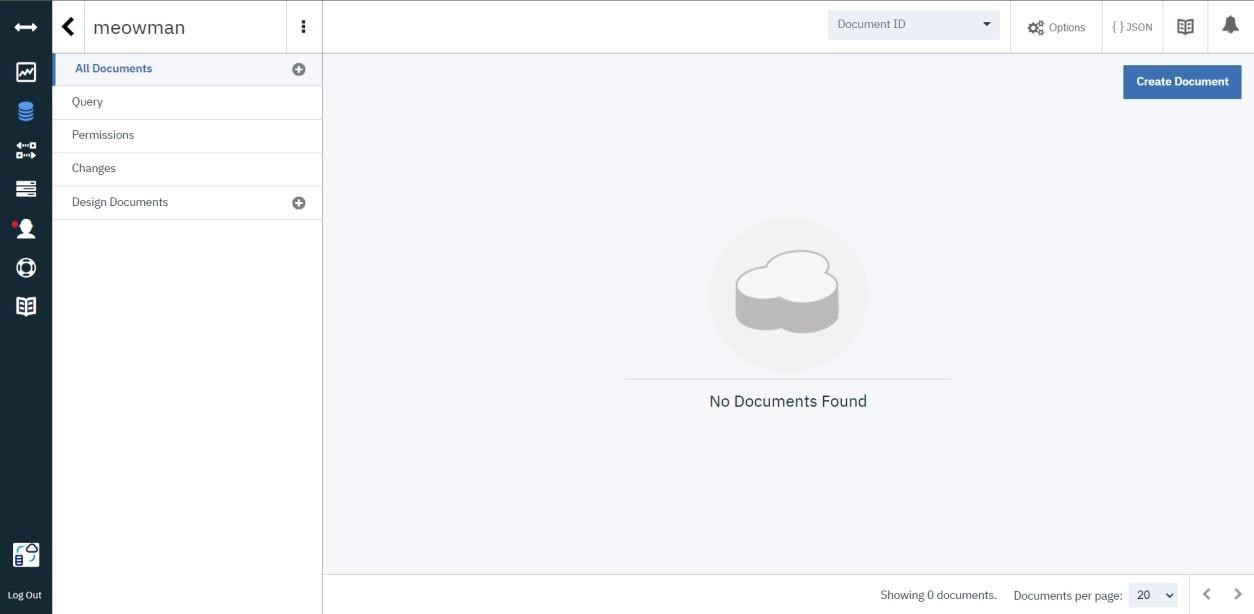 meowman
Document ID
Options
{ } JSON
All Documents
Query
Permissions
Changes
Design Documents
Create Document
No Documents Found
Showing 0 documents.
Documents per page: 20
Log Out